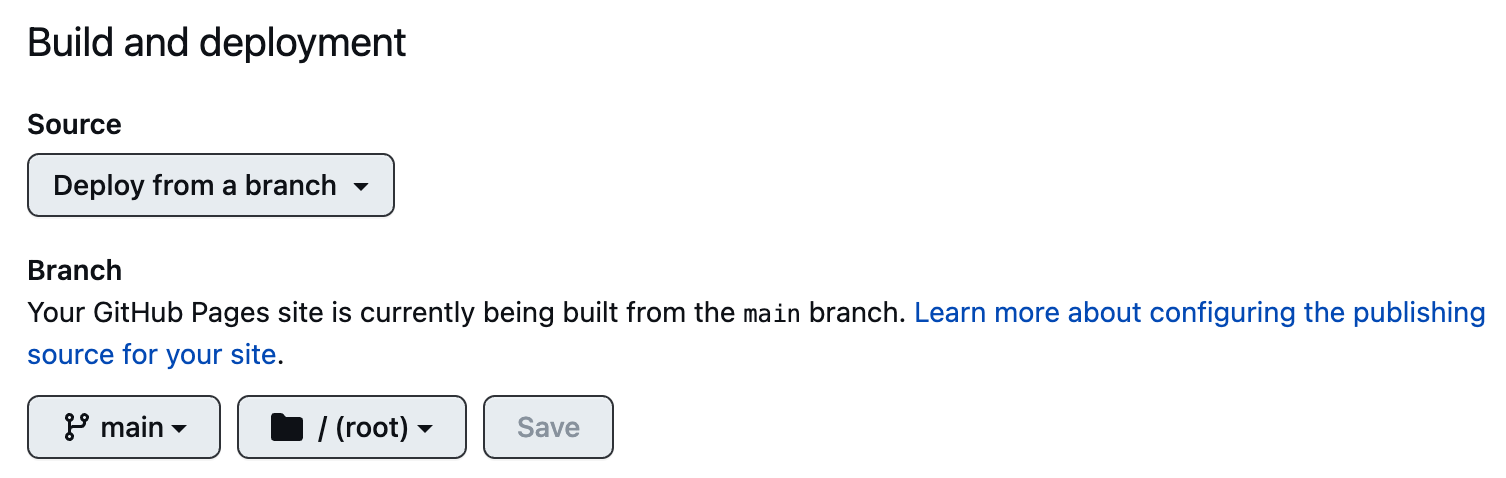 Build and deployment
Source
Deploy from a branch
Branch
Your GitHub Pages site is currently being built from the main branch. Learn more about configuring the publishing
source for your site.
main / (root) Save